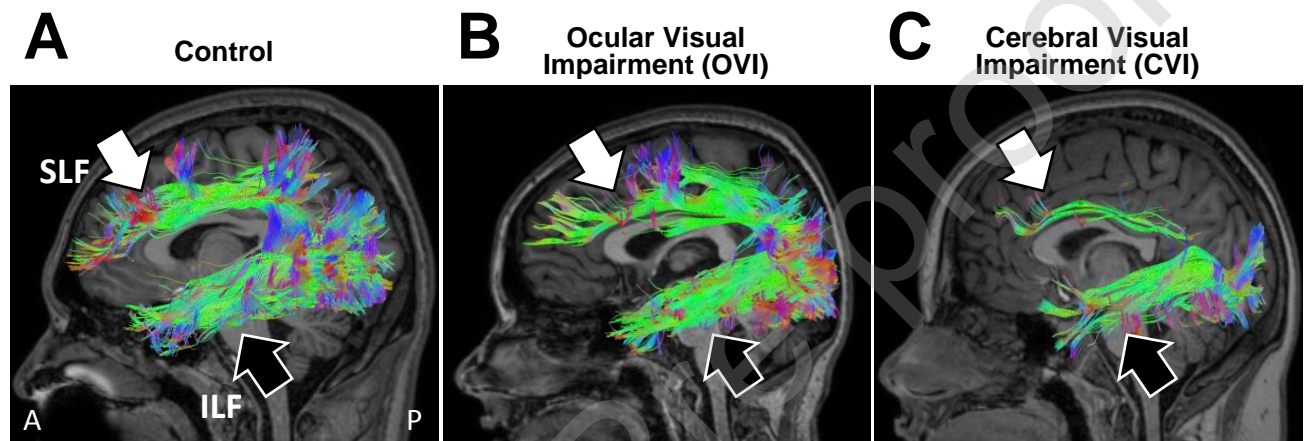 A
Control
B
Ocular Visual
Impairment (OVI)
C
Cerebral Visual
Impairment (CVI)
SLF
ILF
A
P